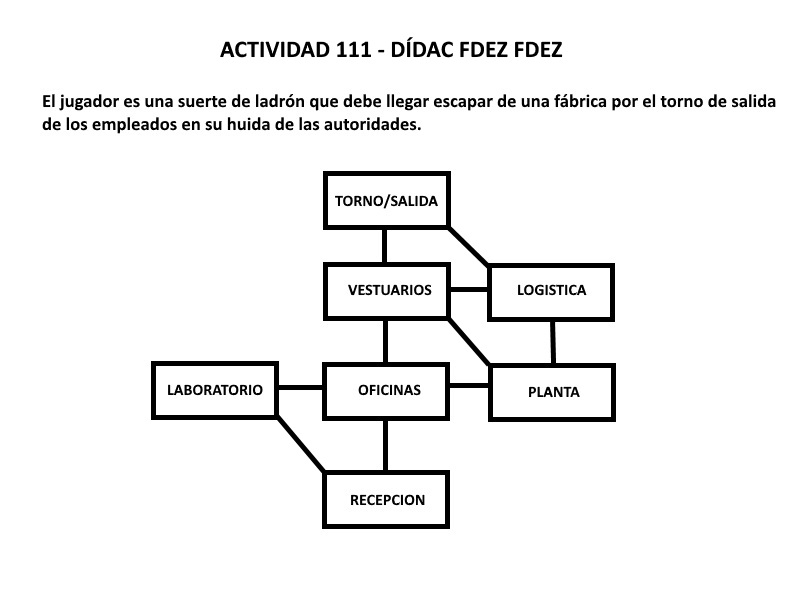 ACTIVIDAD 111 - DÍDAC FDEZ FDEZ
El jugador es una suerte de ladrón que debe llegar escapar de una fábrica por el torno de salida
de los empleados en su huida de las autoridades.
TORNO/SALIDA
VESTUARIOS
LOGISTICA
LABORATORIO
OFICINAS
PLANTA
RECEPCION